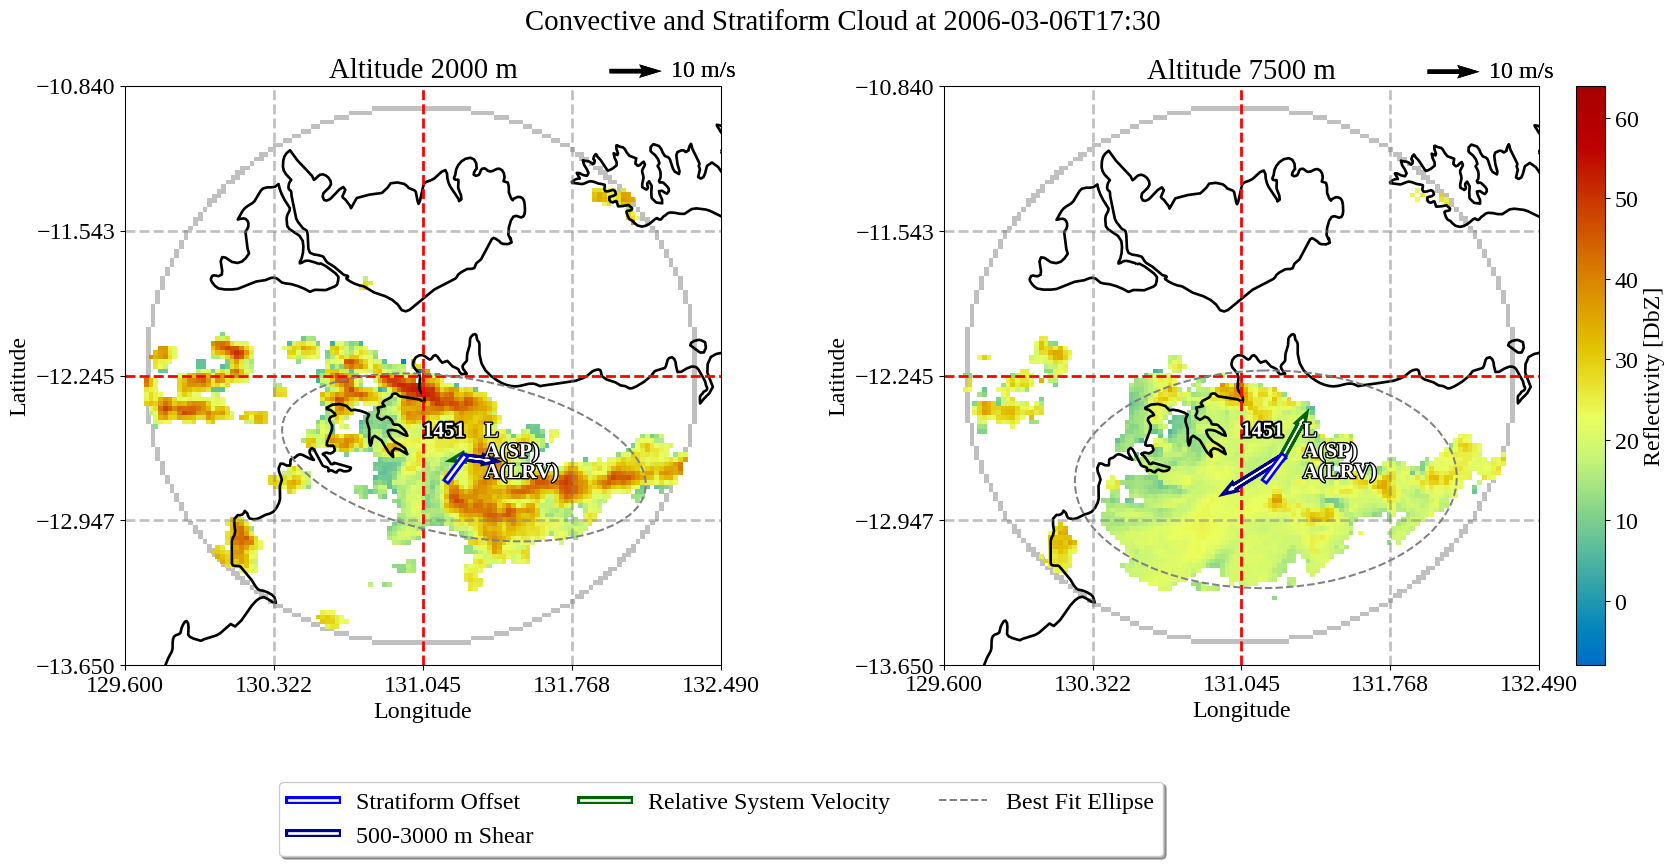 Convective and Stratiform Cloud at 2006-03-06T17:30
Altitude 2000 m
10 m/s
Altitude 7500 m
10 m/s
−10.840
−11.543
−12.245
−12.947
−13.650
Latitude
129.600
130.322
131.045
131.768
132.490
Longitude
1451
L
A(SP)
A(LRV)
−10.840
−11.543
−12.245
−12.947
−13.650
Latitude
129.600
130.322
131.045
131.768
132.490
Longitude
1451
L
A(SP)
A(LRV)
60
50
40
30
20
10
0
Reflectivity [DbZ]
Stratiform Offset
Relative System Velocity
Best Fit Ellipse
500-3000 m Shear